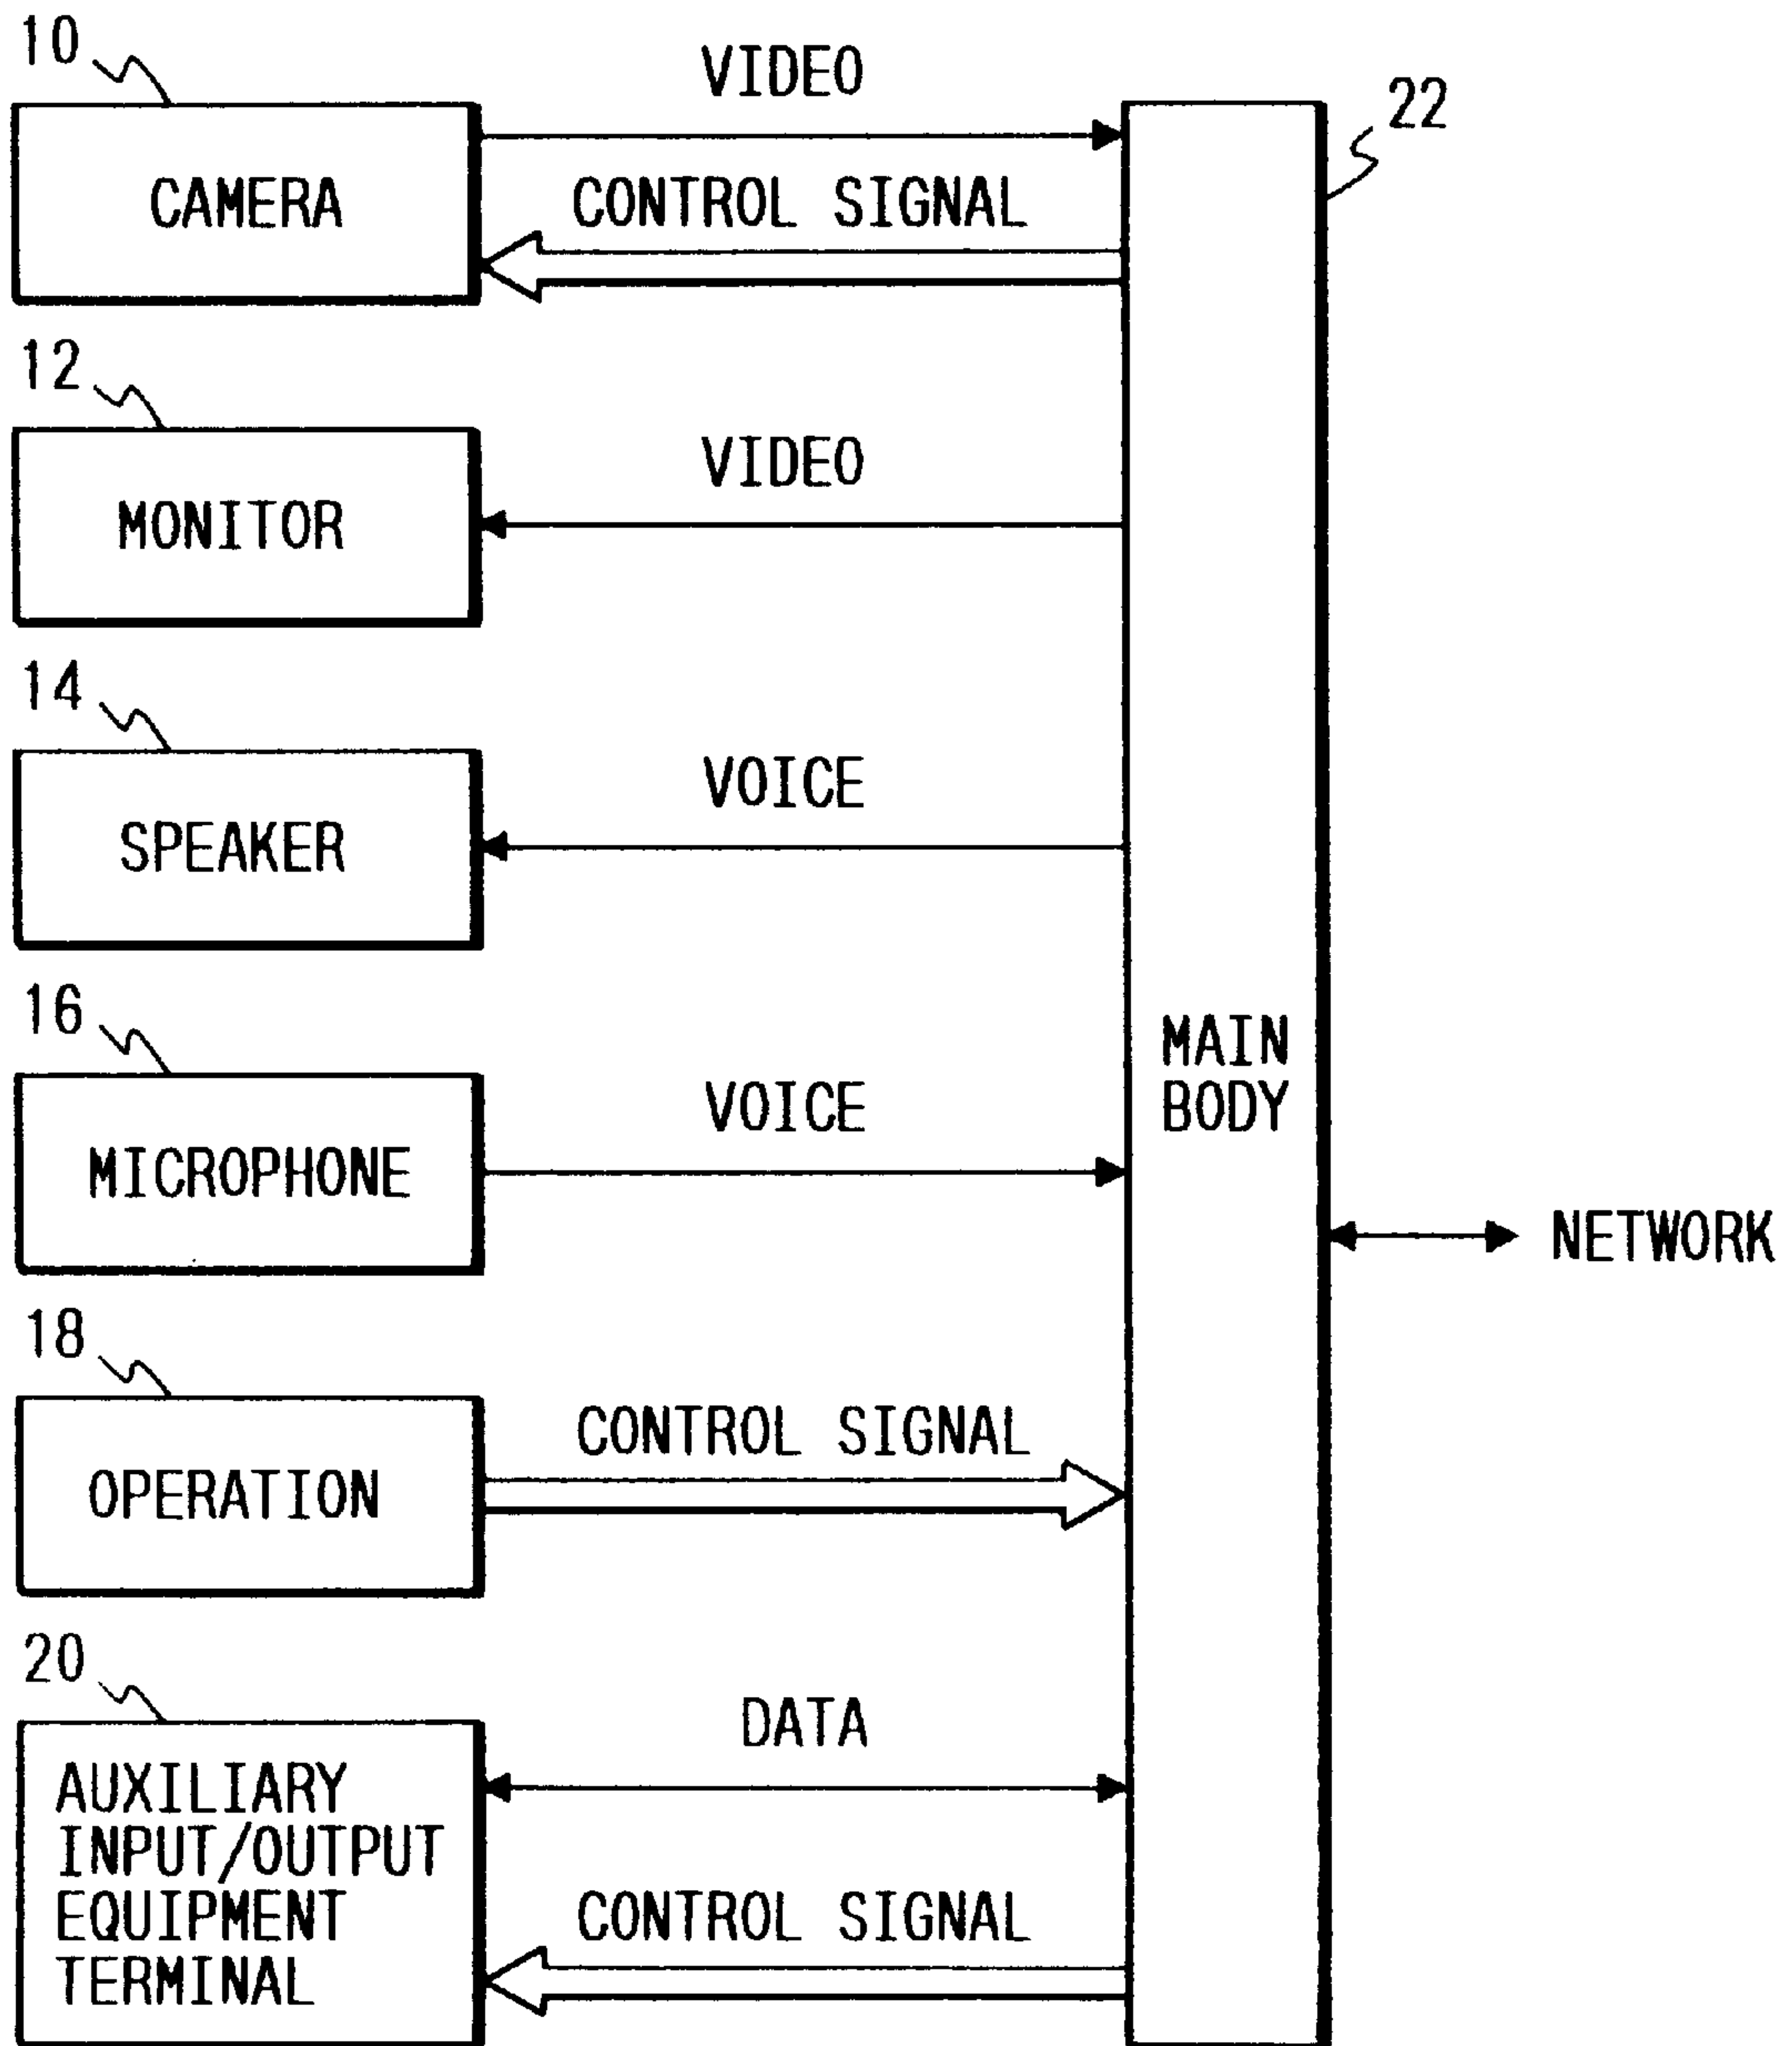 10
VIDEO
22
CAMERA
CONTROL SIGNAL
12
VIDEO
MONITOR
14
VOICE
SPEAKER
16
MAIN
BODY
VOICE
MICROPHONE
NETWORK
18
CONTROL SIGNAL
OPERATION
20
DATA
AUXILIARY
INPUT/OUTPUT
EQUIPMENT
TERMINAL
CONTROL SIGNAL